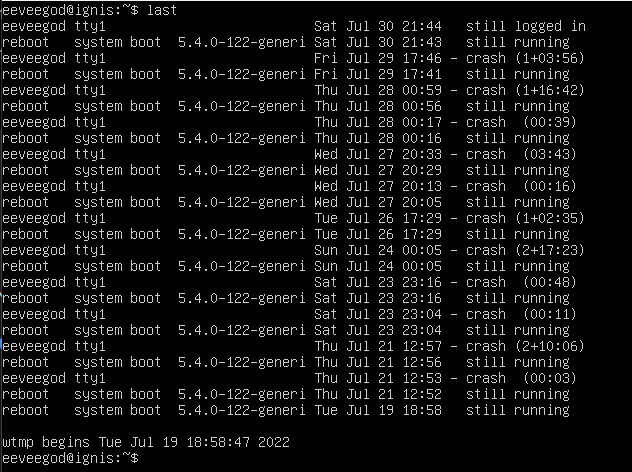 eeveegod@ignis:~$ last
eeveegod tty1                          Sat Jul 30 21:44   still logged in
reboot   system boot  5.4.0-122-generi Sat Jul 30 21:43   still running
eeveegod tty1                          Fri Jul 29 17:46 - crash (1+03:56)
reboot   system boot  5.4.0-122-generi Fri Jul 29 17:41   still running
eeveegod tty1                          Thu Jul 28 00:59 - crash (1+16:42)
reboot   system boot  5.4.0-122-generi Thu Jul 28 00:56   still running
eeveegod tty1                          Thu Jul 28 00:17 - crash  (00:39)
reboot   system boot  5.4.0-122-generi Thu Jul 28 00:16   still running
eeveegod tty1                          Wed Jul 27 20:33 - crash  (03:43)
reboot   system boot  5.4.0-122-generi Wed Jul 27 20:29   still running
eeveegod tty1                          Wed Jul 27 20:13 - crash  (00:16)
reboot   system boot  5.4.0-122-generi Wed Jul 27 20:05   still running
eeveegod tty1                          Tue Jul 26 17:29 - crash (1+02:35)
reboot   system boot  5.4.0-122-generi Tue Jul 26 17:29   still running
eeveegod tty1                          Sun Jul 24 00:05 - crash (2+17:23)
reboot   system boot  5.4.0-122-generi Sun Jul 24 00:05   still running
eeveegod tty1                          Sat Jul 23 23:16 - crash  (00:48)
reboot   system boot  5.4.0-122-generi Sat Jul 23 23:16   still running
eeveegod tty1                          Sat Jul 23 23:04 - crash  (00:11)
reboot   system boot  5.4.0-122-generi Sat Jul 23 23:04   still running
eeveegod tty1                          Thu Jul 21 12:57 - crash (2+10:06)
reboot   system boot  5.4.0-122-generi Thu Jul 21 12:56   still running
eeveegod tty1                          Thu Jul 21 12:53 - crash  (00:03)
reboot   system boot  5.4.0-122-generi Thu Jul 21 12:52   still running
reboot   system boot  5.4.0-122-generi Tue Jul 19 18:58   still running

wtmp begins Tue Jul 19 18:58:47 2022
eeveegod@ignis:~$